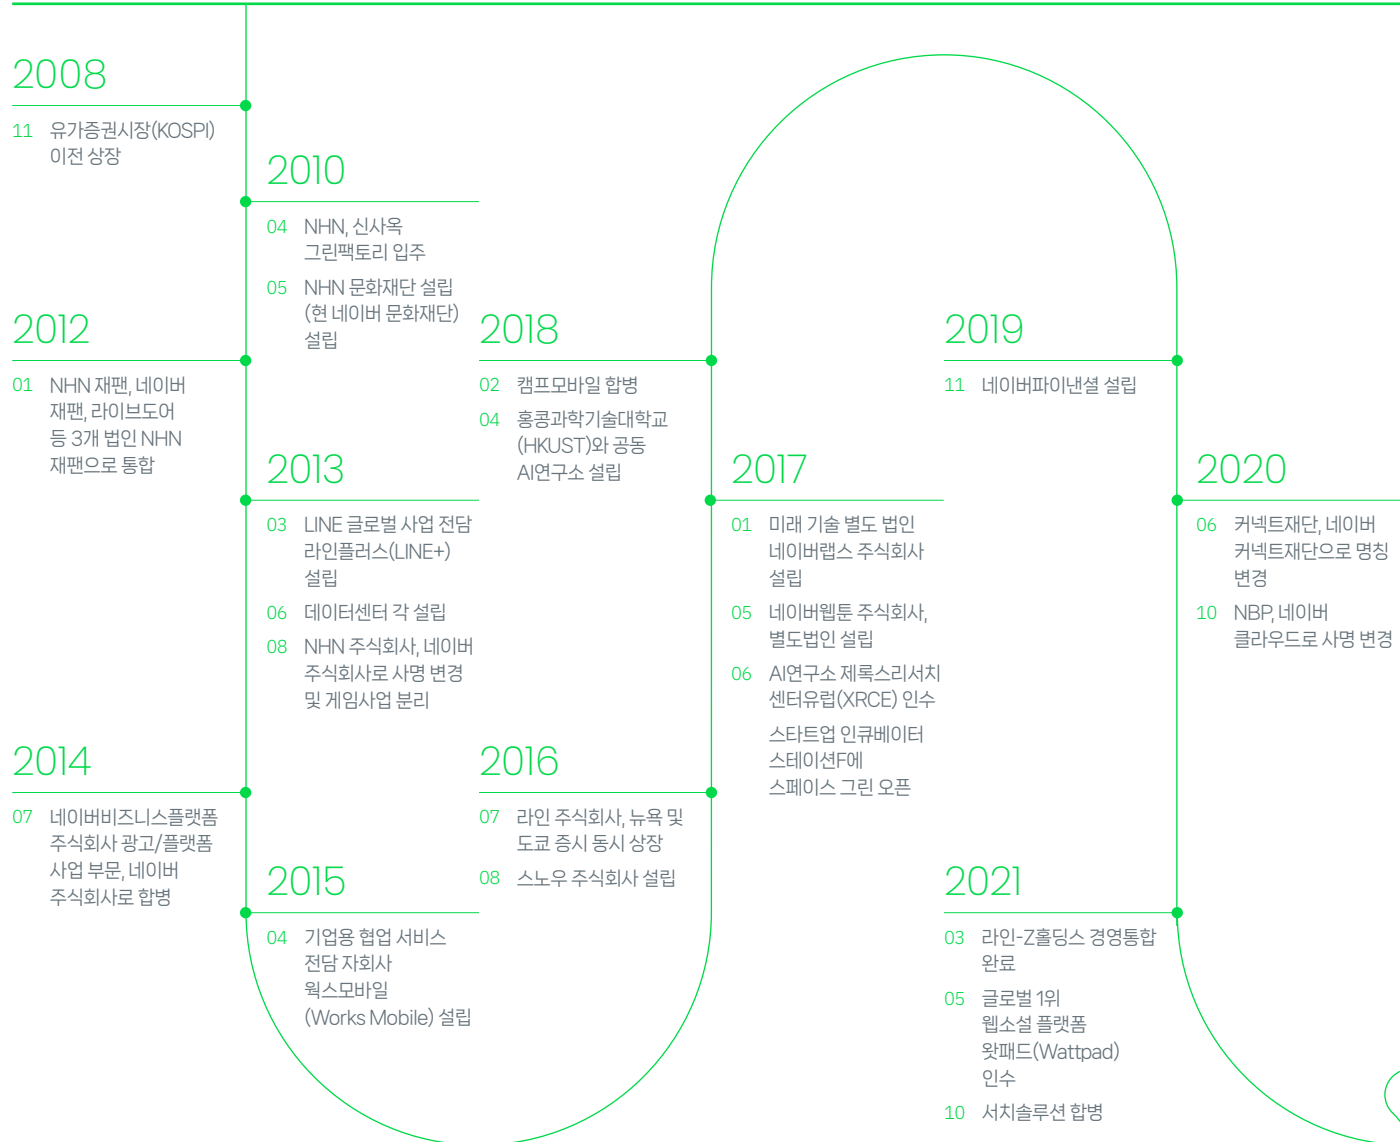 2008
11 유가증권시장(KOSPI)
이전 상장
2010
04 NHN, 신사옥
그린팩토리 입주
05 NHN 문화재단 설립
(현 네이버 문화재단)
설립
2012
01 NHN 재팬, 네이버
재팬, 라이브도어
등 3개 법인 NHN
재팬으로 통합
2013
03 LINE 글로벌 사업 전담
라인플러스(LINE+)
설립
06 데이터센터 각 설립
08 NHN 주식회사, 네이버
주식회사로 사명 변경
및 게임사업 분리
2014
07 네이버비즈니스플랫폼
주식회사 광고/플랫폼
사업 부문, 네이버
주식회사로 합병
2015
04 기업용 협업 서비스
전담 자회사
웍스모바일
(Works Mobile) 설립
2016
07 라인 주식회사, 뉴욕 및
도쿄 증시 동시 상장
08 스노우 주식회사 설립
2017
01 미래 기술 별도 법인
네이버랩스 주식회사
설립
05 네이버웹툰 주식회사,
별도법인 설립
06 AI연구소 제록스리서치
센터유럽(XRCE) 인수
스타트업 인큐베이터
스테이션F에
스페이스 그린 오픈
2018
02 캠프모바일 합병
04 홍콩과학기술대학교
(HKUST)와 공동
AI연구소 설립
2019
11 네이버파이낸셜 설립
2020
06 커넥트재단, 네이버
커넥트재단으로 명칭
변경
10 NBP, 네이버
클라우드로 사명 변경
2021
03 라인-Z홀딩스 경영통합
완료
05 글로벌 1위
웹소설 플랫폼
왓패드(Wattpad)
인수
10 서치솔루션 합병